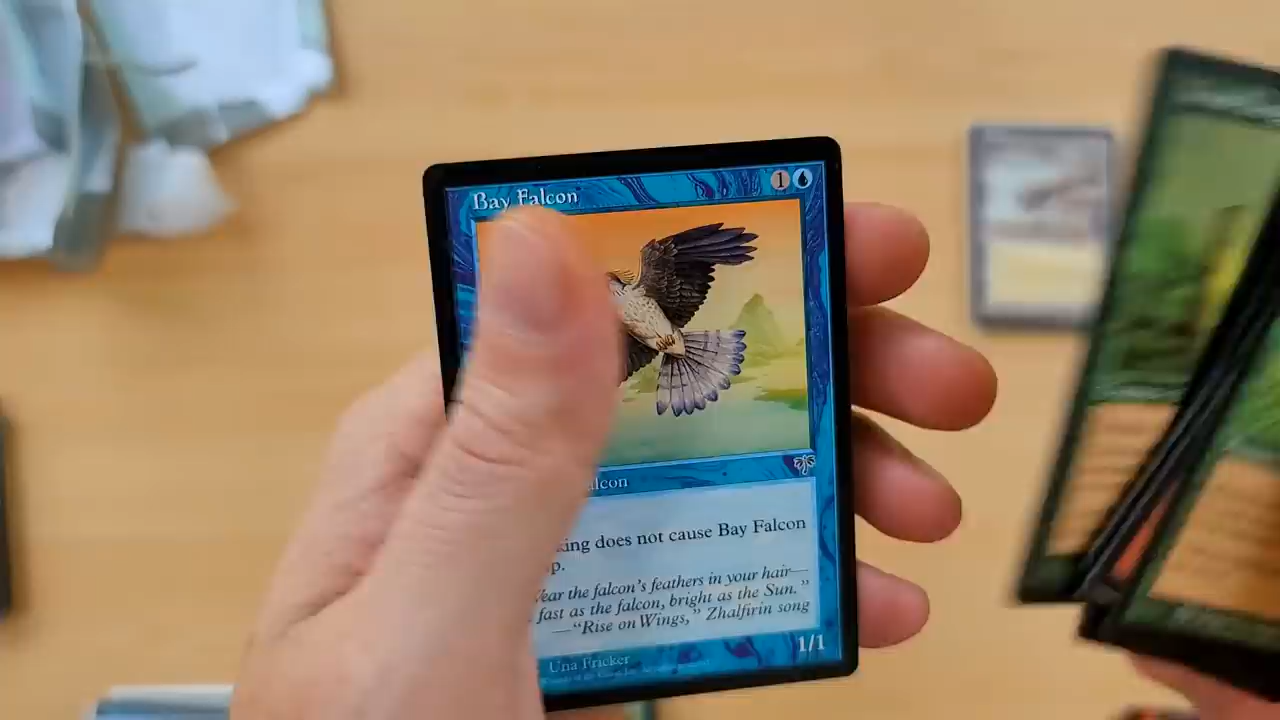 Bay Falcon 1
alcon
king does not cause Bay Falcon
p.
Wear the falcon's feathers in your hair—
fast as the falcon, bright as the Sun."
—"Rise on Wings," Zhalfirin song
1/1
Una Fricker